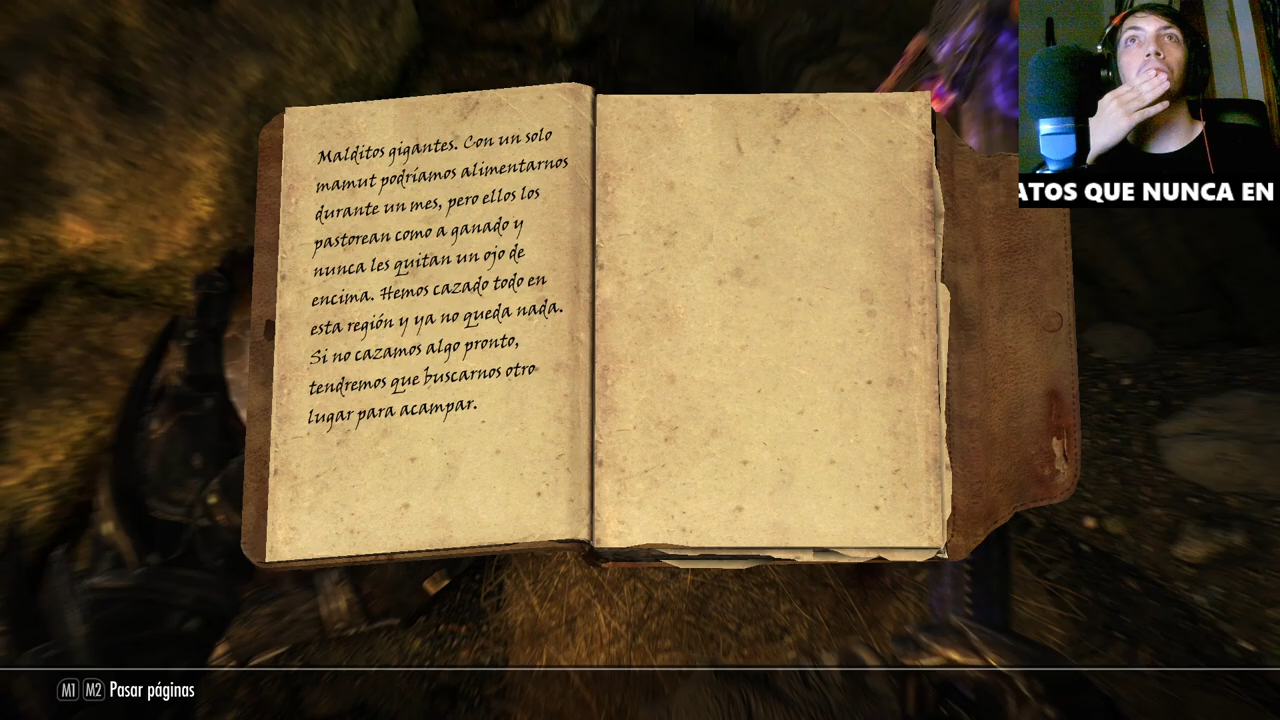 Malditos gigantes. Con un solo
mamut podríamos alimentarnos
durante un mes, pero ellos los
pastorean como a ganado y
nunca les quitan un ojo de
encima. Hemos cazado todo en
esta región y ya no queda nada.
Si no cazamos algo pronto,
tendremos que buscarnos otro
lugar para acampar.
ATOS QUE NUNCA EN
M1 M2 Pasar páginas